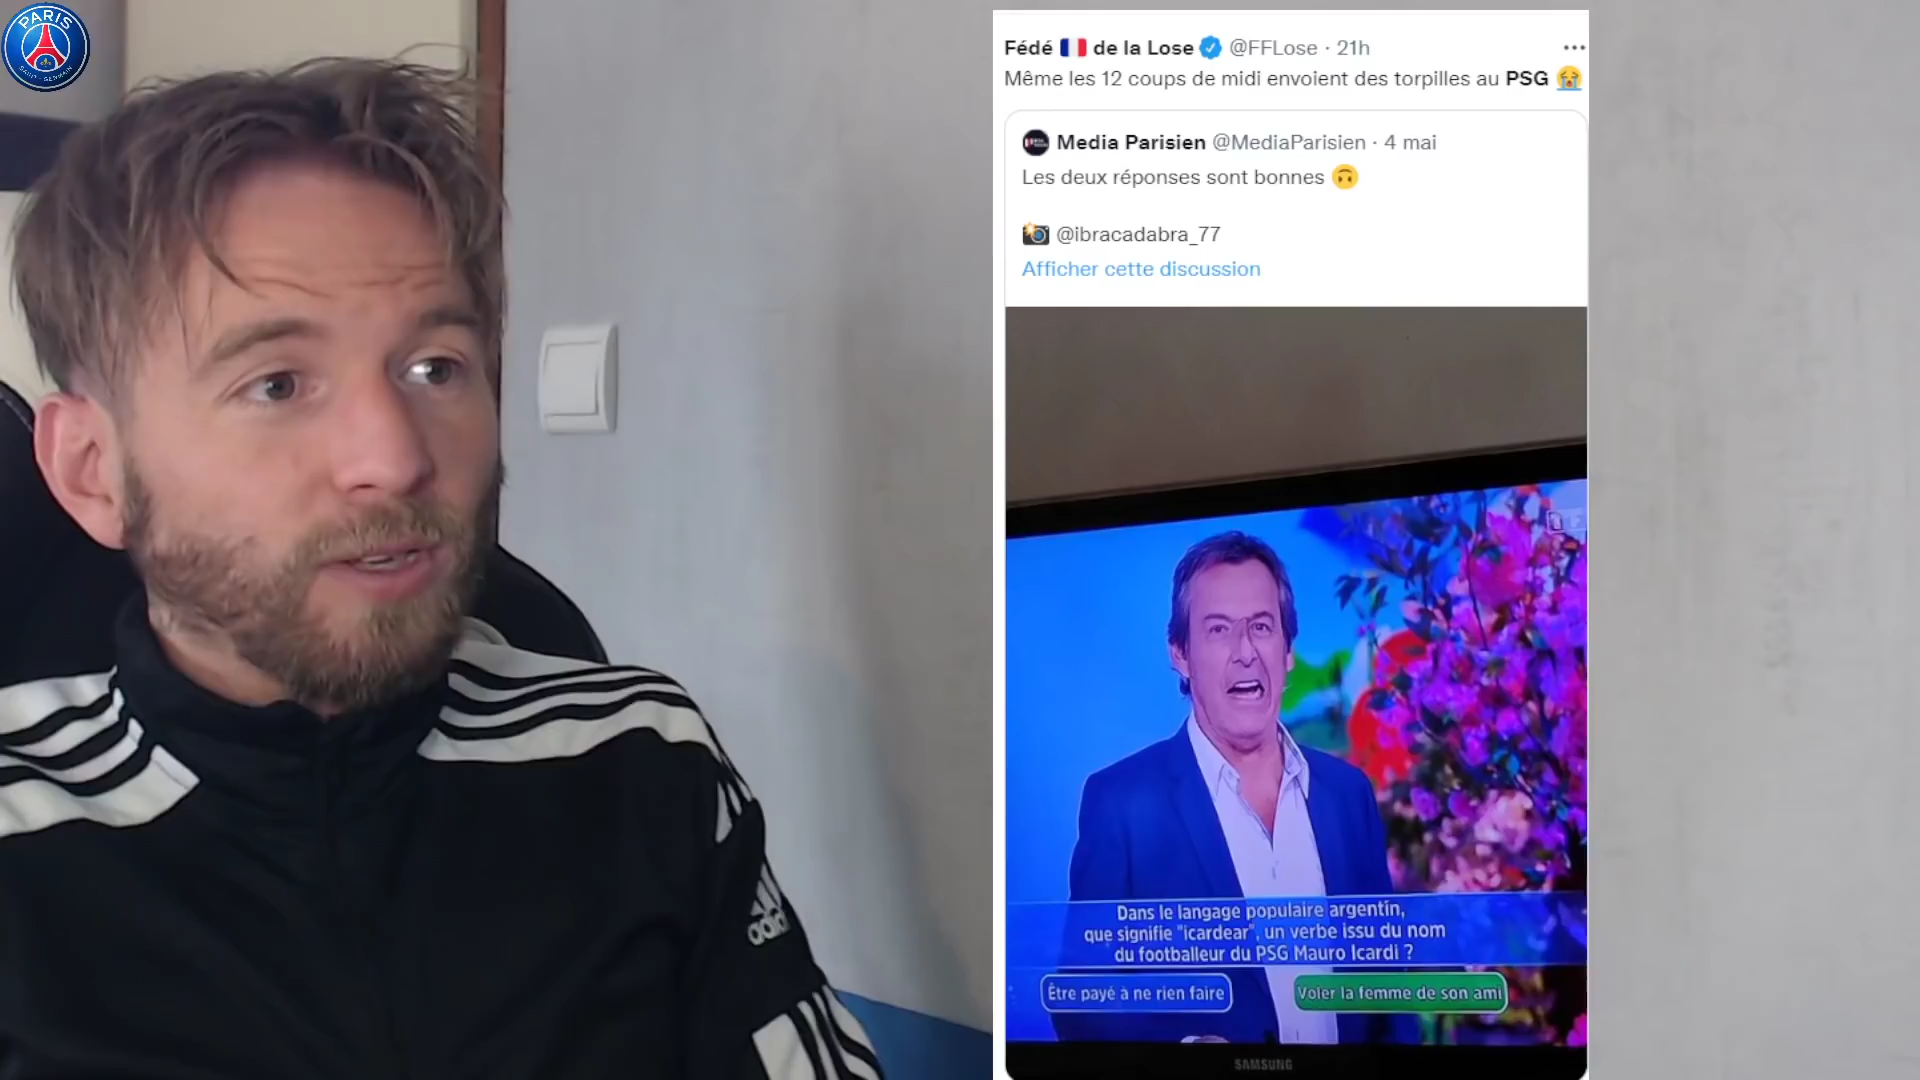 PARIS
SAINT-GERMAIN
Fédé 🇫🇷 de la Lose @FFLose · 21h
Même les 12 coups de midi envoient des torpilles au PSG 😭
Media Parisien @MediaParisien · 4 mai
Les deux réponses sont bonnes 🙃
📸 @ibracadabra_77
Afficher cette discussion
TF
Dans le langage populaire argentin,
que signifie "icardear", un verbe issu du nom
du footballeur du PSG Mauro Icardi ?
Être payé à ne rien faire
Voler la femme de son ami
SAMSUNG
adidas